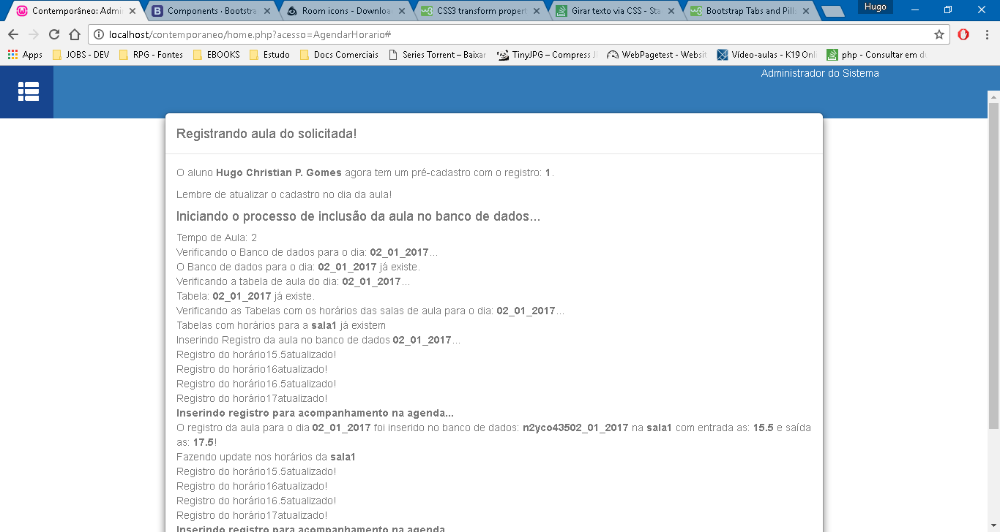 Hugo
Contemporâneo: Admi
Components · Bootstra
Room icons - Downloa
CSS3 transform propert
Girar texto via CSS - Sta
Bootstrap Tabs and Pill
localhost/contemporaneo/home.php?acesso=AgendarHorario#
Apps
JOBS - DEV
RPG - Fontes
EBOOKS
Estudo
Docs Comerciais
Series Torrent – Baixar
TinyJPG – Compress J
WebPagetest - Websit
Vídeo-aulas - K19 Onli
php - Consultar em du
Administrador do Sistema
Registrando aula do solicitada!
O aluno Hugo Christian P. Gomes agora tem um pré-cadastro com o registro: 1.
Lembre de atualizar o cadastro no dia da aula!
Iniciando o processo de inclusão da aula no banco de dados...
Tempo de Aula: 2
Verificando o Banco de dados para o dia: 02_01_2017...
O Banco de dados para o dia: 02_01_2017 já existe.
Verificando a tabela de aula do dia: 02_01_2017...
Tabela: 02_01_2017 já existe.
Verificando as Tabelas com os horários das salas de aula para o dia: 02_01_2017...
Tabelas com horários para a sala1 já existem
Inserindo Registro da aula no banco de dados 02_01_2017...
Registro do horário15.5atualizado!
Registro do horário16atualizado!
Registro do horário16.5atualizado!
Registro do horário17atualizado!
Inserindo registro para acompanhamento na agenda...
O registro da aula para o dia 02_01_2017 foi inserido no banco de dados: n2yco43502_01_2017 na sala1 com entrada as: 15.5 e saída
as: 17.5!
Fazendo update nos horários da sala1
Registro do horário15.5atualizado!
Registro do horário16atualizado!
Registro do horário16.5atualizado!
Registro do horário17atualizado!
Inserindo registro para acompanhamento na agenda